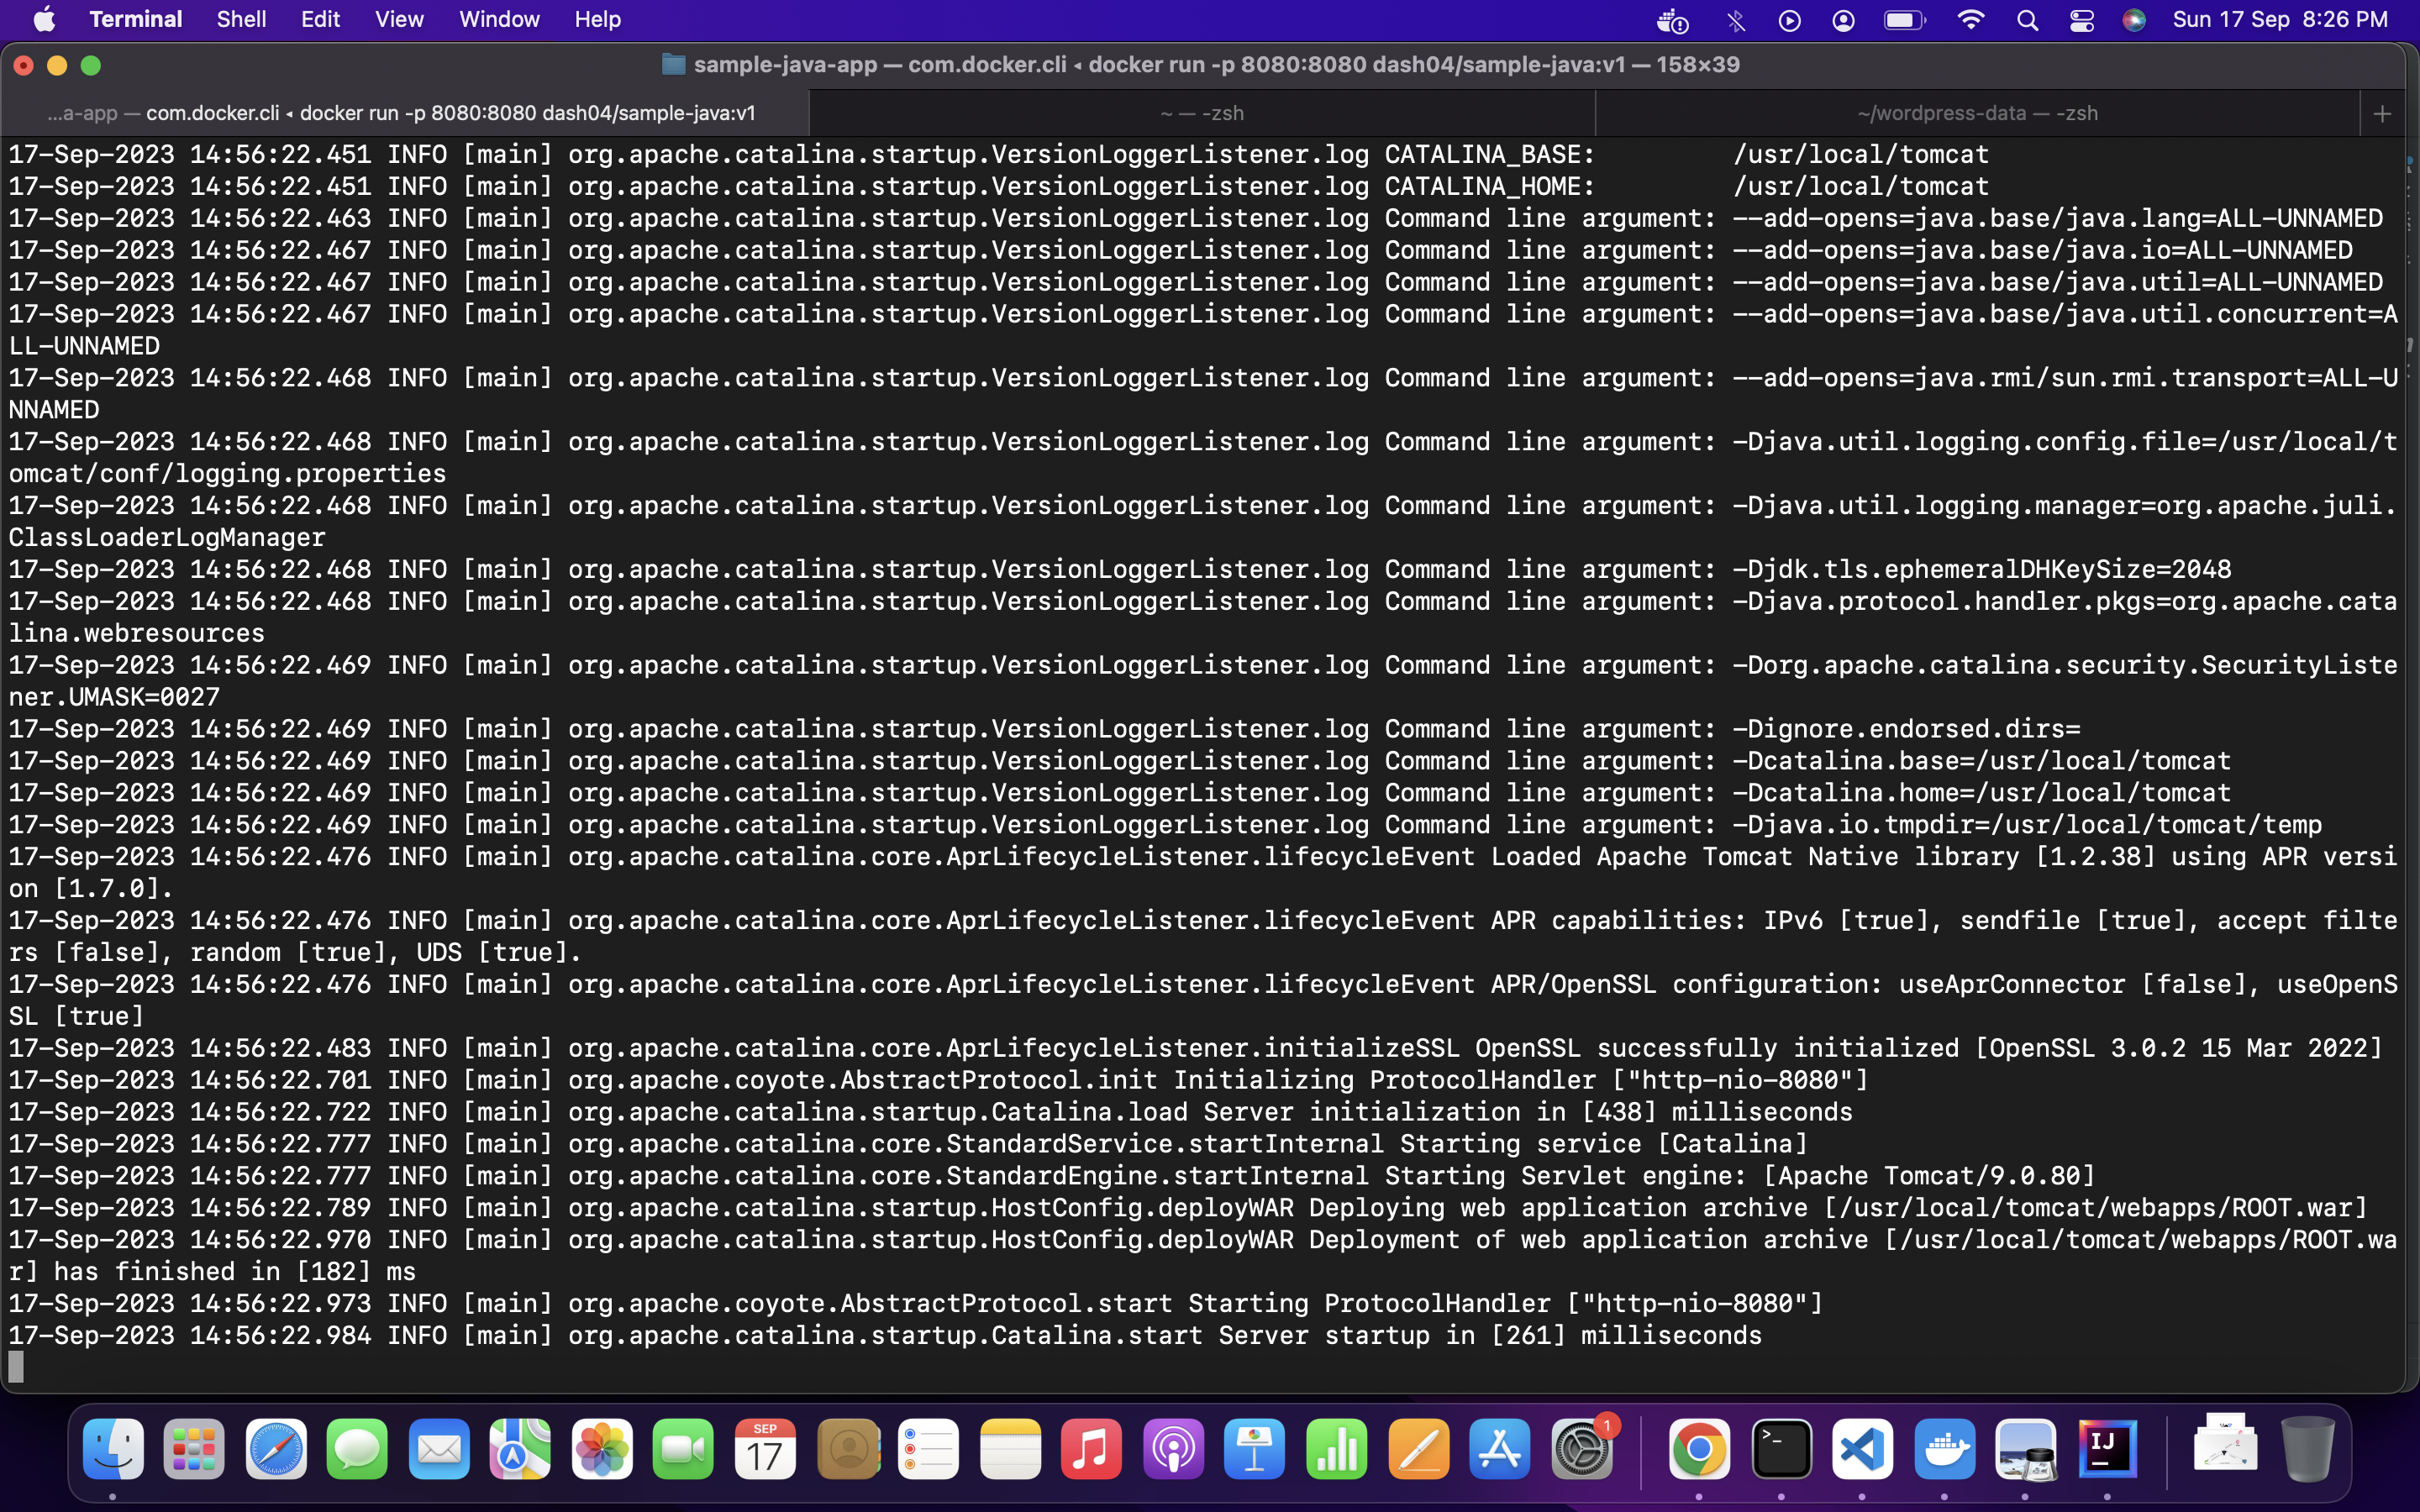 Terminal Shell Edit View Window Help Sun 17 Sep 8:26 PM
sample-java-app — com.docker.cli ◂ docker run -p 8080:8080 dash04/sample-java:v1 — 158×39
...a-app — com.docker.cli ◂ docker run -p 8080:8080 dash04/sample-java:v1 ~ — -zsh ~/wordpress-data — -zsh +
17-Sep-2023 14:56:22.451 INFO [main] org.apache.catalina.startup.VersionLoggerListener.log CATALINA_BASE:         /usr/local/tomcat
17-Sep-2023 14:56:22.451 INFO [main] org.apache.catalina.startup.VersionLoggerListener.log CATALINA_HOME:         /usr/local/tomcat
17-Sep-2023 14:56:22.463 INFO [main] org.apache.catalina.startup.VersionLoggerListener.log Command line argument: --add-opens=java.base/java.lang=ALL-UNNAMED
17-Sep-2023 14:56:22.467 INFO [main] org.apache.catalina.startup.VersionLoggerListener.log Command line argument: --add-opens=java.base/java.io=ALL-UNNAMED
17-Sep-2023 14:56:22.467 INFO [main] org.apache.catalina.startup.VersionLoggerListener.log Command line argument: --add-opens=java.base/java.util=ALL-UNNAMED
17-Sep-2023 14:56:22.467 INFO [main] org.apache.catalina.startup.VersionLoggerListener.log Command line argument: --add-opens=java.base/java.util.concurrent=A
LL-UNNAMED
17-Sep-2023 14:56:22.468 INFO [main] org.apache.catalina.startup.VersionLoggerListener.log Command line argument: --add-opens=java.rmi/sun.rmi.transport=ALL-U
NNAMED
17-Sep-2023 14:56:22.468 INFO [main] org.apache.catalina.startup.VersionLoggerListener.log Command line argument: -Djava.util.logging.config.file=/usr/local/t
omcat/conf/logging.properties
17-Sep-2023 14:56:22.468 INFO [main] org.apache.catalina.startup.VersionLoggerListener.log Command line argument: -Djava.util.logging.manager=org.apache.juli.
ClassLoaderLogManager
17-Sep-2023 14:56:22.468 INFO [main] org.apache.catalina.startup.VersionLoggerListener.log Command line argument: -Djdk.tls.ephemeralDHKeySize=2048
17-Sep-2023 14:56:22.468 INFO [main] org.apache.catalina.startup.VersionLoggerListener.log Command line argument: -Djava.protocol.handler.pkgs=org.apache.cata
lina.webresources
17-Sep-2023 14:56:22.469 INFO [main] org.apache.catalina.startup.VersionLoggerListener.log Command line argument: -Dorg.apache.catalina.security.SecurityListe
ner.UMASK=0027
17-Sep-2023 14:56:22.469 INFO [main] org.apache.catalina.startup.VersionLoggerListener.log Command line argument: -Dignore.endorsed.dirs=
17-Sep-2023 14:56:22.469 INFO [main] org.apache.catalina.startup.VersionLoggerListener.log Command line argument: -Dcatalina.base=/usr/local/tomcat
17-Sep-2023 14:56:22.469 INFO [main] org.apache.catalina.startup.VersionLoggerListener.log Command line argument: -Dcatalina.home=/usr/local/tomcat
17-Sep-2023 14:56:22.469 INFO [main] org.apache.catalina.startup.VersionLoggerListener.log Command line argument: -Djava.io.tmpdir=/usr/local/tomcat/temp
17-Sep-2023 14:56:22.476 INFO [main] org.apache.catalina.core.AprLifecycleListener.lifecycleEvent Loaded Apache Tomcat Native library [1.2.38] using APR versi
on [1.7.0].
17-Sep-2023 14:56:22.476 INFO [main] org.apache.catalina.core.AprLifecycleListener.lifecycleEvent APR capabilities: IPv6 [true], sendfile [true], accept filte
rs [false], random [true], UDS [true].
17-Sep-2023 14:56:22.476 INFO [main] org.apache.catalina.core.AprLifecycleListener.lifecycleEvent APR/OpenSSL configuration: useAprConnector [false], useOpenS
SL [true]
17-Sep-2023 14:56:22.483 INFO [main] org.apache.catalina.core.AprLifecycleListener.initializeSSL OpenSSL successfully initialized [OpenSSL 3.0.2 15 Mar 2022]
17-Sep-2023 14:56:22.701 INFO [main] org.apache.coyote.AbstractProtocol.init Initializing ProtocolHandler ["http-nio-8080"]
17-Sep-2023 14:56:22.722 INFO [main] org.apache.catalina.startup.Catalina.load Server initialization in [438] milliseconds
17-Sep-2023 14:56:22.777 INFO [main] org.apache.catalina.core.StandardService.startInternal Starting service [Catalina]
17-Sep-2023 14:56:22.777 INFO [main] org.apache.catalina.core.StandardEngine.startInternal Starting Servlet engine: [Apache Tomcat/9.0.80]
17-Sep-2023 14:56:22.789 INFO [main] org.apache.catalina.startup.HostConfig.deployWAR Deploying web application archive [/usr/local/tomcat/webapps/ROOT.war]
17-Sep-2023 14:56:22.970 INFO [main] org.apache.catalina.startup.HostConfig.deployWAR Deployment of web application archive [/usr/local/tomcat/webapps/ROOT.wa
r] has finished in [182] ms
17-Sep-2023 14:56:22.973 INFO [main] org.apache.coyote.AbstractProtocol.start Starting ProtocolHandler ["http-nio-8080"]
17-Sep-2023 14:56:22.984 INFO [main] org.apache.catalina.startup.Catalina.start Server startup in [261] milliseconds
SEP
17
1
>_
IJ